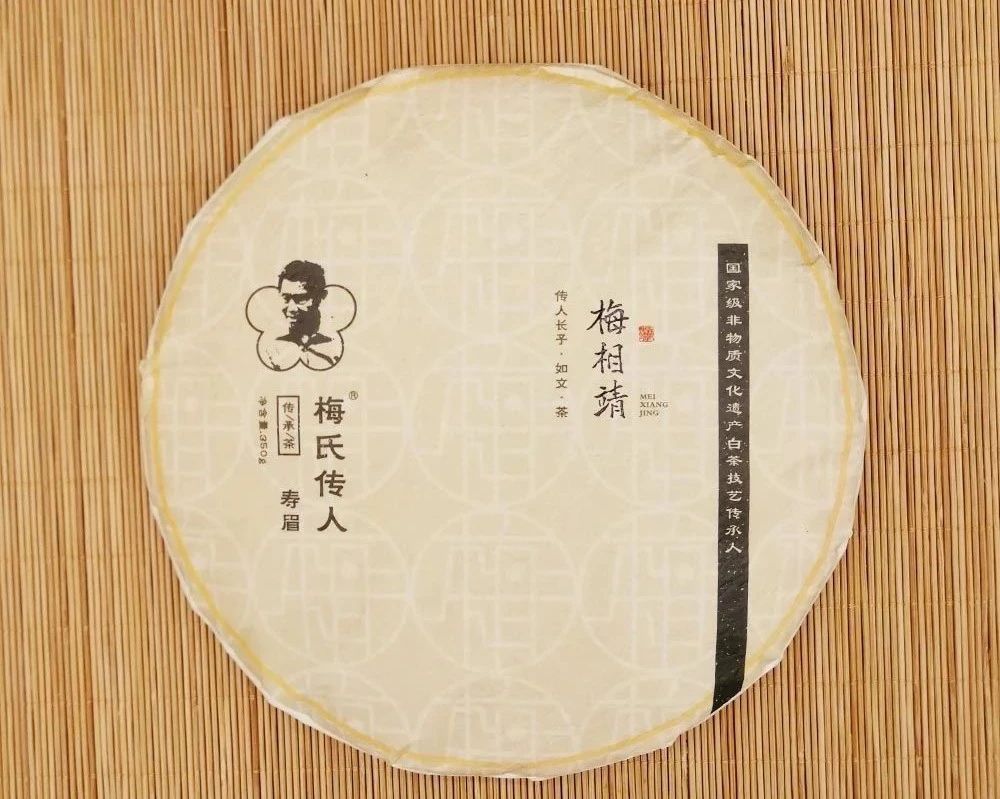 国家级非物质文化遗产白茶技艺传承人
梅相靖
MEI
XIANG
JING
传人长子·如文·茶
梅氏传人®
传/承/茶
寿眉
净含量:350g